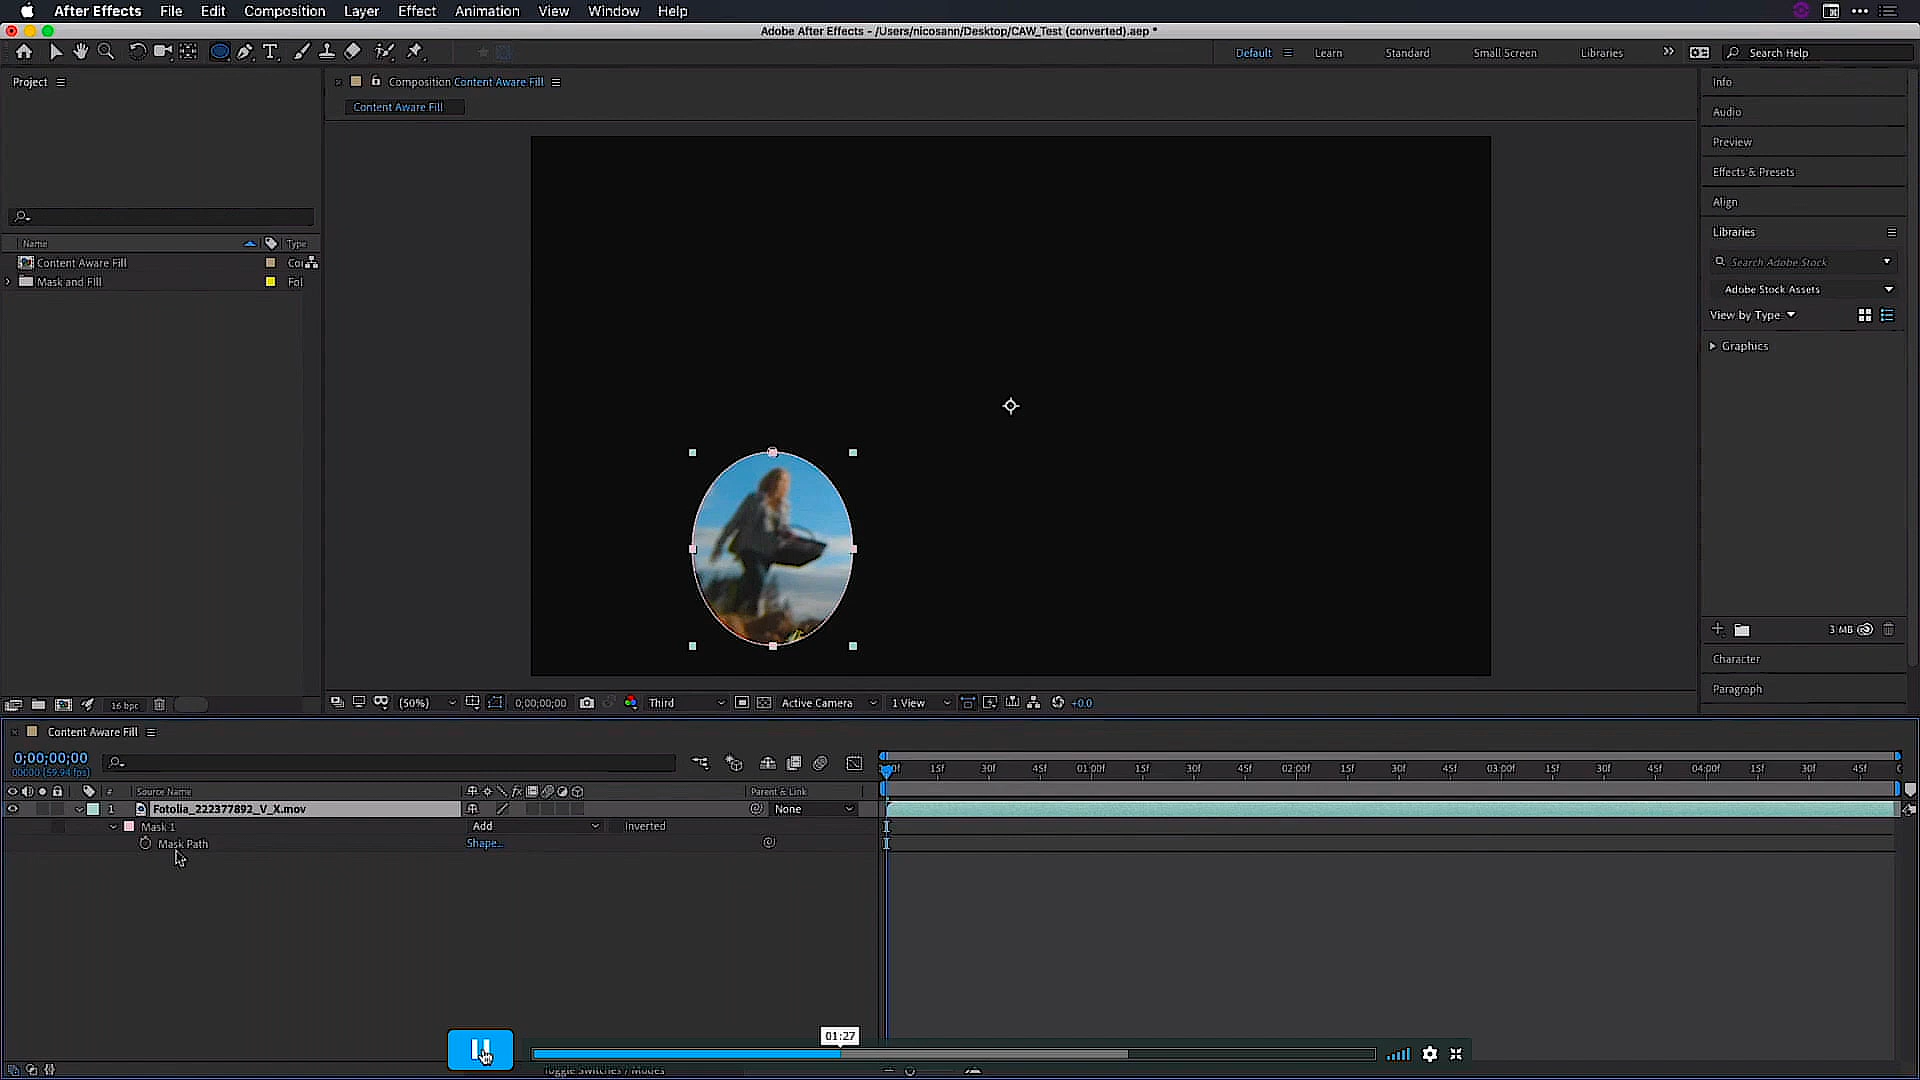 After Effects File Edit Composition Layer Effect Animation View Window Help
Adobe After Effects - /Users/nicosann/Desktop/CAW_Test (converted).aep *
Default Learn Standard Small Screen Libraries Search Help
Project
Composition Content Aware Fill
Content Aware Fill
Info
Audio
Preview
Effects & Presets
Align
Libraries
Search Adobe Stock
Adobe Stock Assets
View by Type
Graphics
Name Type
Content Aware Fill
Mask and Fill Fol
3 MB
Character
Paragraph
16 bpc
(50%) 0;00;00;00 Third Active Camera 1 View +0.0
Content Aware Fill
0;00;00;00
00000 (59.94 fps)
15f 30f 45f 01:00f 15f 30f 45f 02:00f 15f 30f 45f 03:00f 15f 30f 45f 04:00f 15f 30f 45f
# Source Name fx Parent & Link
1 Fotolia_222377892_V_X.mov None
Mask 1 Add Inverted
Mask Path Shape...
01:27
Toggle Switches / Modes